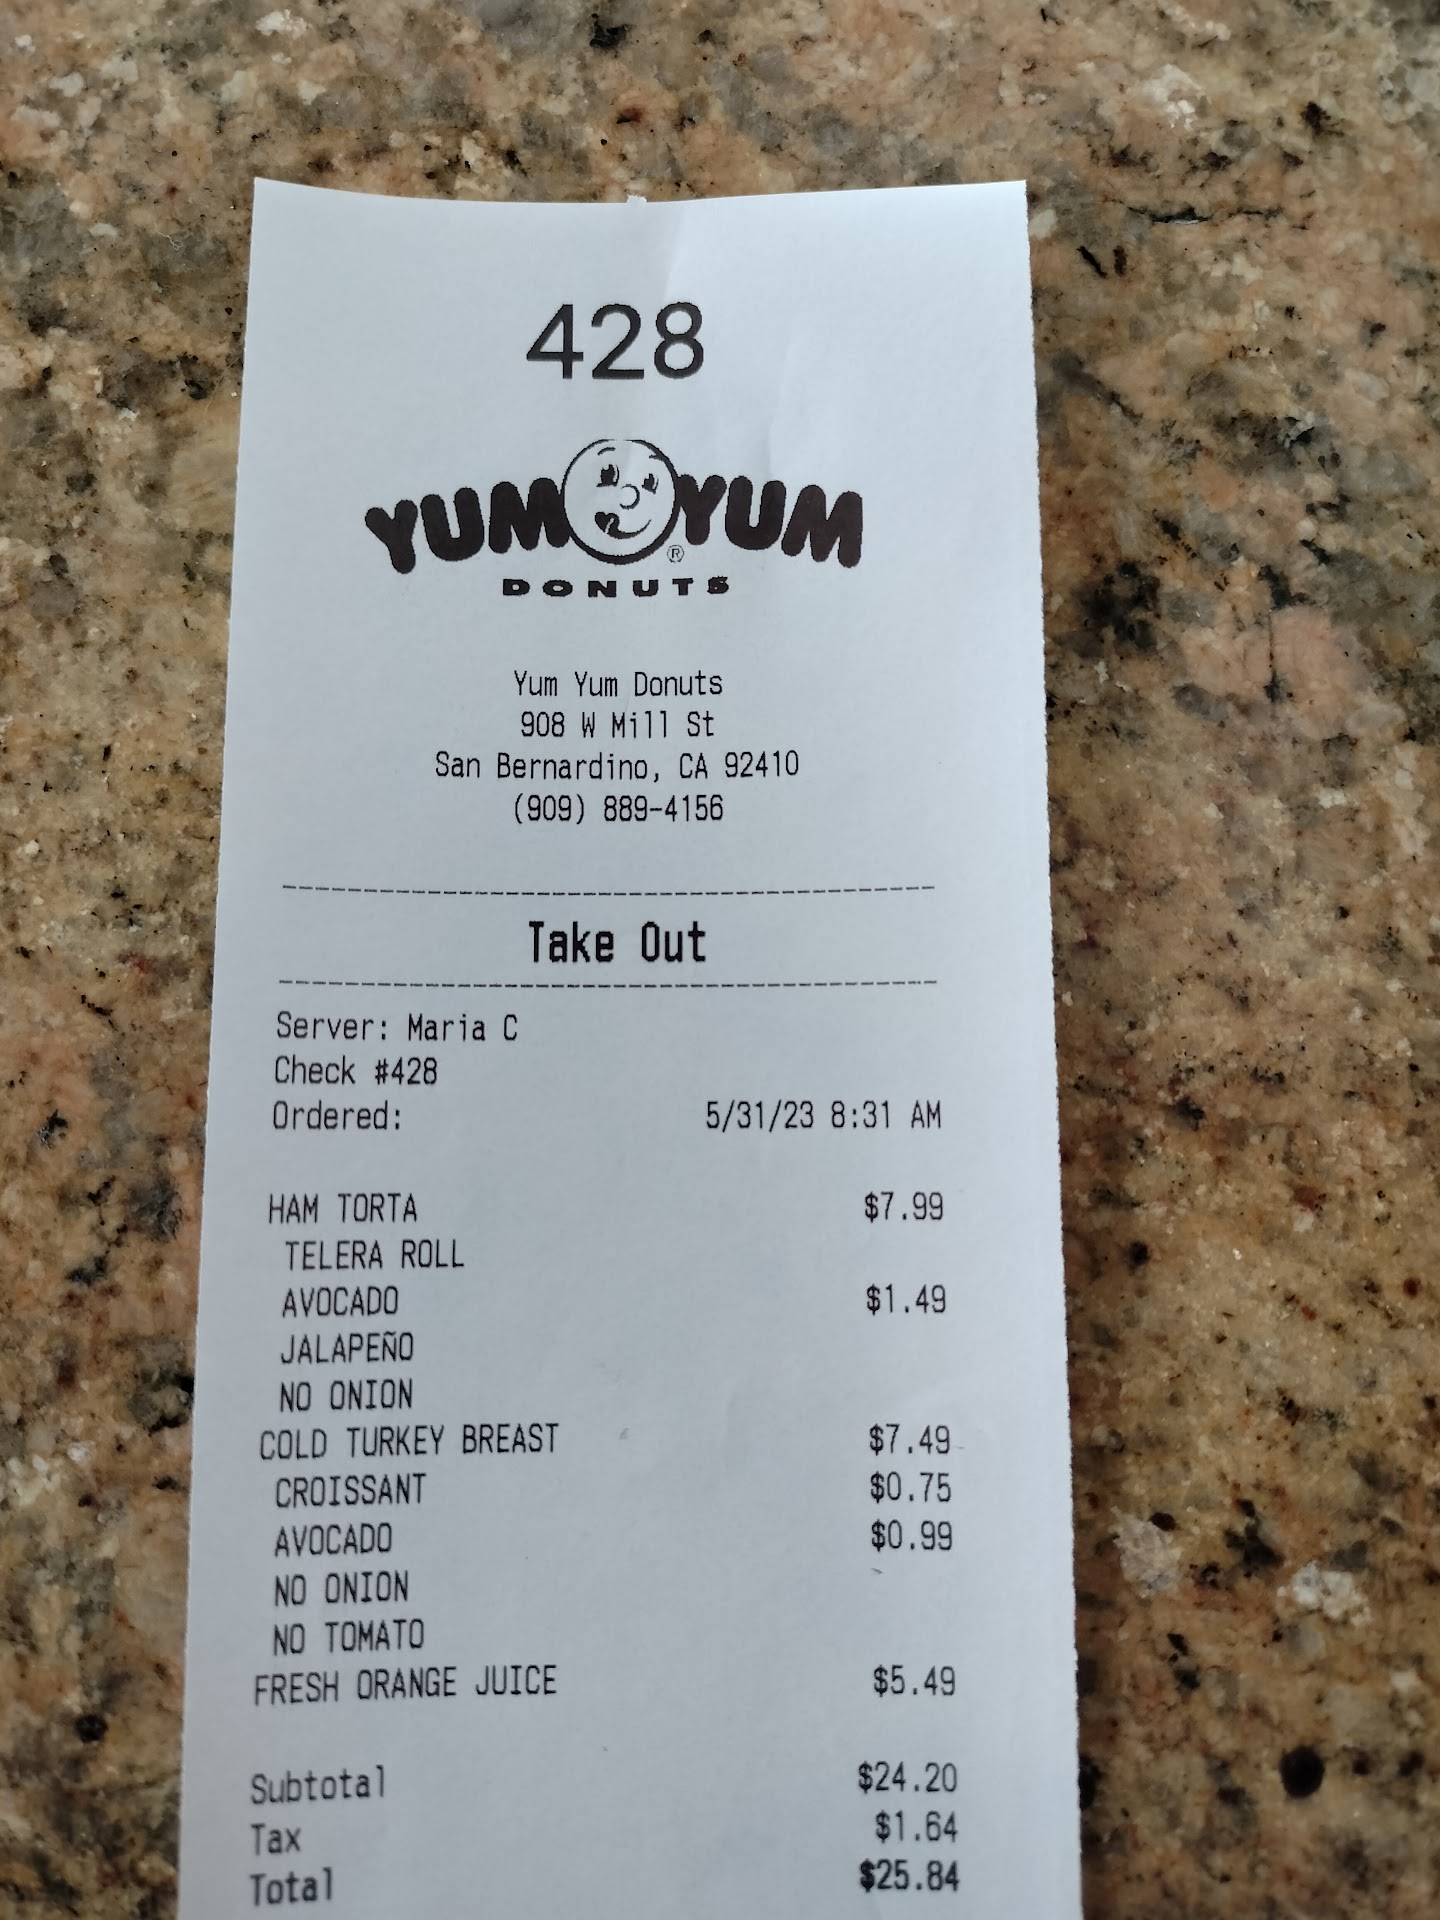 428
YUM YUM®
DONUTS
Yum Yum Donuts
908 W Mill St
San Bernardino, CA 92410
(909) 889-4156
Take Out
Server: Maria C
Check #428
Ordered: 5/31/23 8:31 AM
HAM TORTA $7.99
TELERA ROLL
AVOCADO $1.49
JALAPEÑO
NO ONION
COLD TURKEY BREAST $7.49
CROISSANT $0.75
AVOCADO $0.99
NO ONION
NO TOMATO
FRESH ORANGE JUICE $5.49
Subtotal $24.20
Tax $1.64
Total $25.84